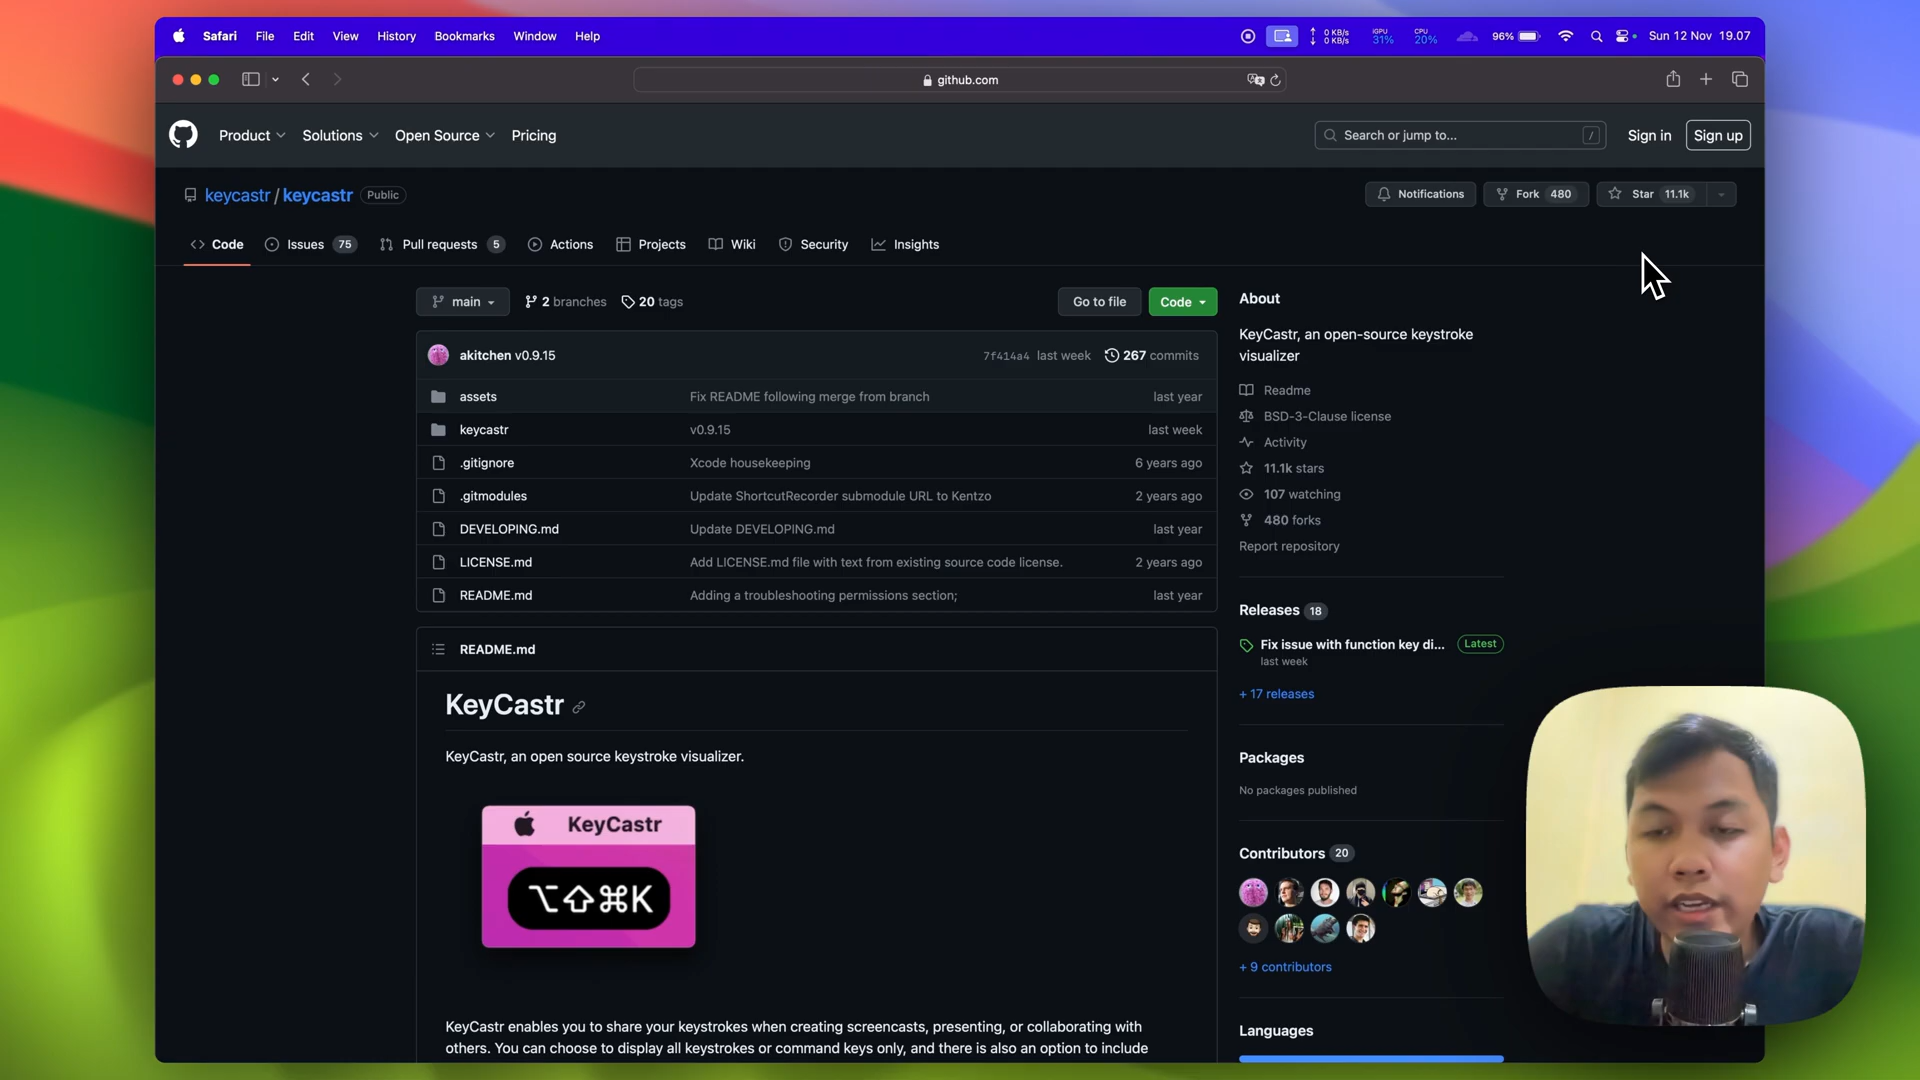 Safari File Edit View History Bookmarks Window Help
0 KB/s
0 KB/s
iGPU
31%
CPU
20%
96%
Sun 12 Nov 19.07
github.com
Product Solutions Open Source Pricing
Search or jump to... /
Sign in Sign up
keycastr / keycastr Public
Notifications Fork 480 Star 11.1k
Code Issues 75 Pull requests 5 Actions Projects Wiki Security Insights
main 2 branches 20 tags Go to file Code
akitchen v0.9.15 7f414a4 last week 267 commits
assets Fix README following merge from branch last year
keycastr v0.9.15 last week
.gitignore Xcode housekeeping 6 years ago
.gitmodules Update ShortcutRecorder submodule URL to Kentzo 2 years ago
DEVELOPING.md Update DEVELOPING.md last year
LICENSE.md Add LICENSE.md file with text from existing source code license. 2 years ago
README.md Adding a troubleshooting permissions section; last year
README.md
KeyCastr
KeyCastr, an open source keystroke visualizer.
KeyCastr
⌥⇧⌘K
KeyCastr enables you to share your keystrokes when creating screencasts, presenting, or collaborating with
others. You can choose to display all keystrokes or command keys only, and there is also an option to include
About
KeyCastr, an open-source keystroke
visualizer
Readme
BSD-3-Clause license
Activity
11.1k stars
107 watching
480 forks
Report repository
Releases 18
Fix issue with function key di... Latest
last week
+ 17 releases
Packages
No packages published
Contributors 20
+ 9 contributors
Languages